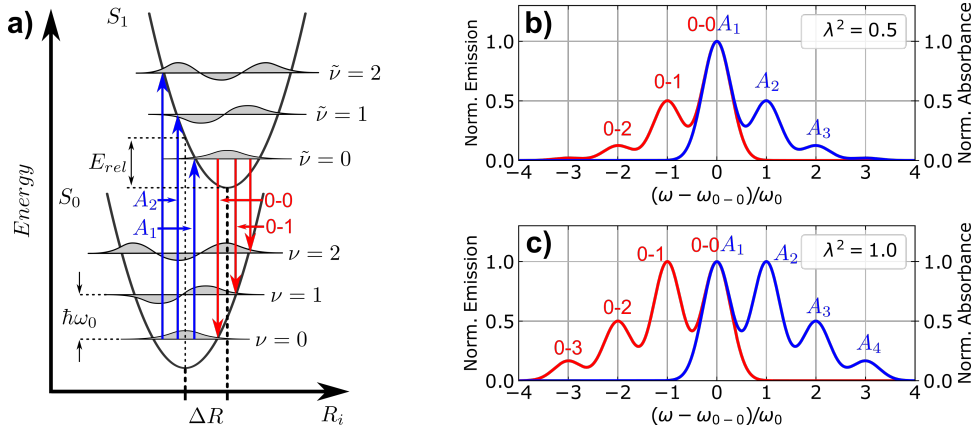 a)
S₁
ν̃ = 2
ν̃ = 1
ν̃ = 0
E_rel
S₀
A₂
0-0
A₁
0-1
ν = 2
ν = 1
ħω₀
ν = 0
Energy
ΔR
R_i
b)
0-0 A₁
λ² = 0.5
Norm. Emission
Norm. Absorbance
1.0
0.5
0.0
1.0
0.5
0.0
0-1
A₂
0-2
A₃
−4 −3 −2 −1 0 1 2 3 4
(ω − ω₀₋₀)/ω₀
c)
0-1
0-0 A₁
A₂
λ² = 1.0
Norm. Emission
Norm. Absorbance
1.0
0.5
0.0
1.0
0.5
0.0
0-2
A₃
0-3
A₄
−4 −3 −2 −1 0 1 2 3 4
(ω − ω₀₋₀)/ω₀